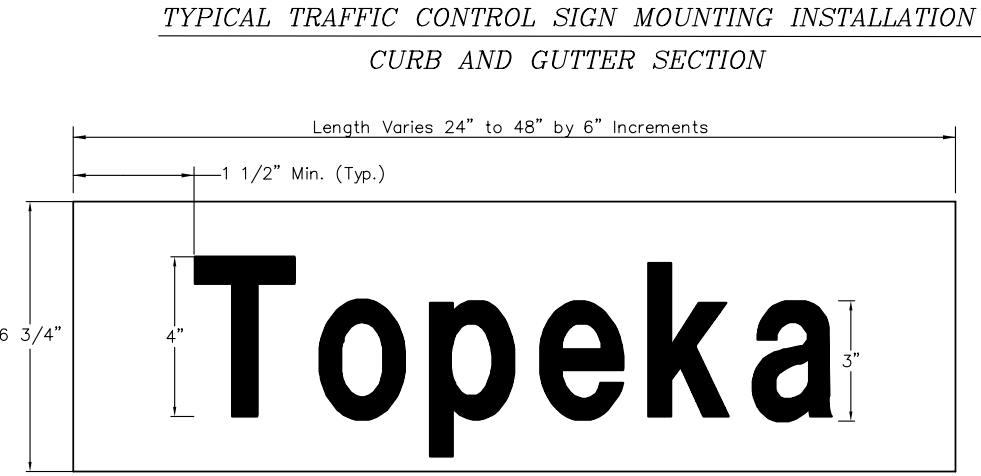 TYPICAL TRAFFIC CONTROL SIGN MOUNTING INSTALLATION
CURB AND GUTTER SECTION
Length Varies 24" to 48" by 6" Increments
1 1/2" Min. (Typ.)
6 3/4"
4"
Topeka
3"